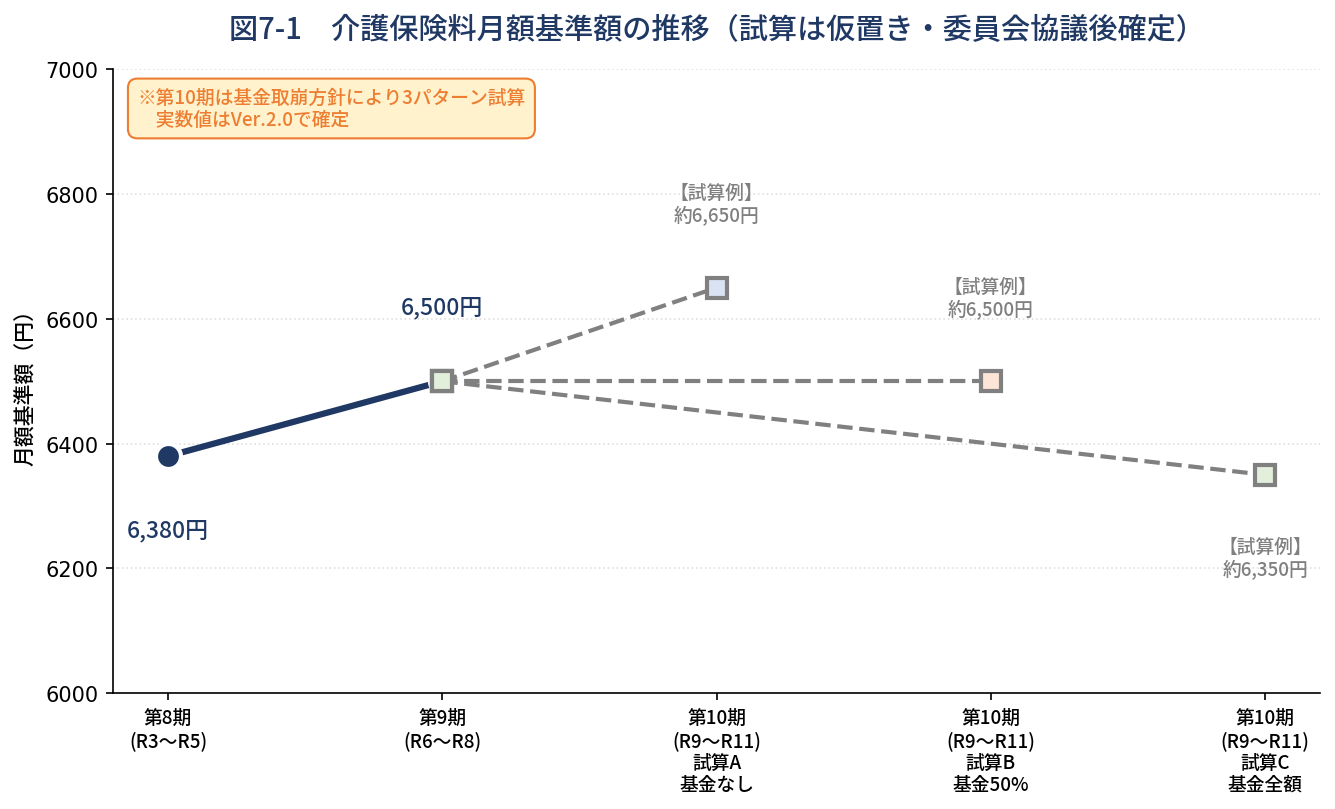 図7-1　介護保険料月額基準額の推移（試算は仮置き・委員会協議後確定）
※第10期は基金取崩方針により3パターン試算
実数値はVer.2.0で確定
月額基準額（円）
7000
6800
6600
6400
6200
6000
6,380円
6,500円
【試算例】
約6,650円
【試算例】
約6,500円
【試算例】
約6,350円
第8期
(R3～R5)
第9期
(R6～R8)
第10期
(R9～R11)
試算A
基金なし
第10期
(R9～R11)
試算B
基金50%
第10期
(R9～R11)
試算C
基金全額